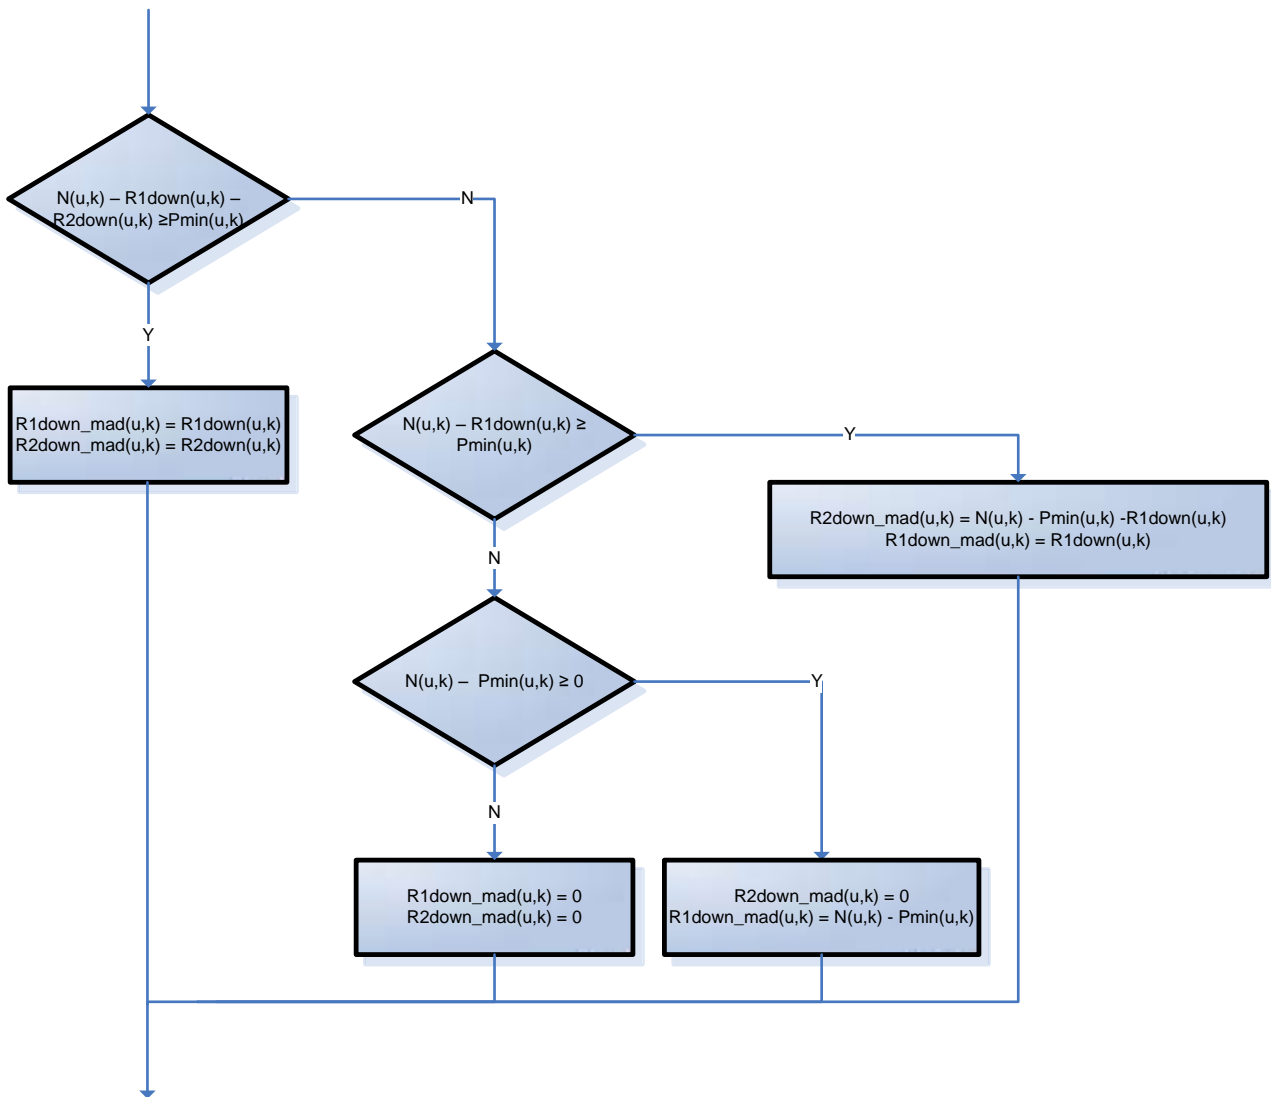 N(u,k) – R1down(u,k) –
R2down(u,k) ≥Pmin(u,k)
N
Y
R1down_mad(u,k) = R1down(u,k)
R2down_mad(u,k) = R2down(u,k)
N(u,k) – R1down(u,k) ≥
Pmin(u,k)
Y
R2down_mad(u,k) = N(u,k) - Pmin(u,k) -R1down(u,k)
R1down_mad(u,k) = R1down(u,k)
N
N(u,k) – Pmin(u,k) ≥ 0
Y
N
R1down_mad(u,k) = 0
R2down_mad(u,k) = 0
R2down_mad(u,k) = 0
R1down_mad(u,k) = N(u,k) - Pmin(u,k)